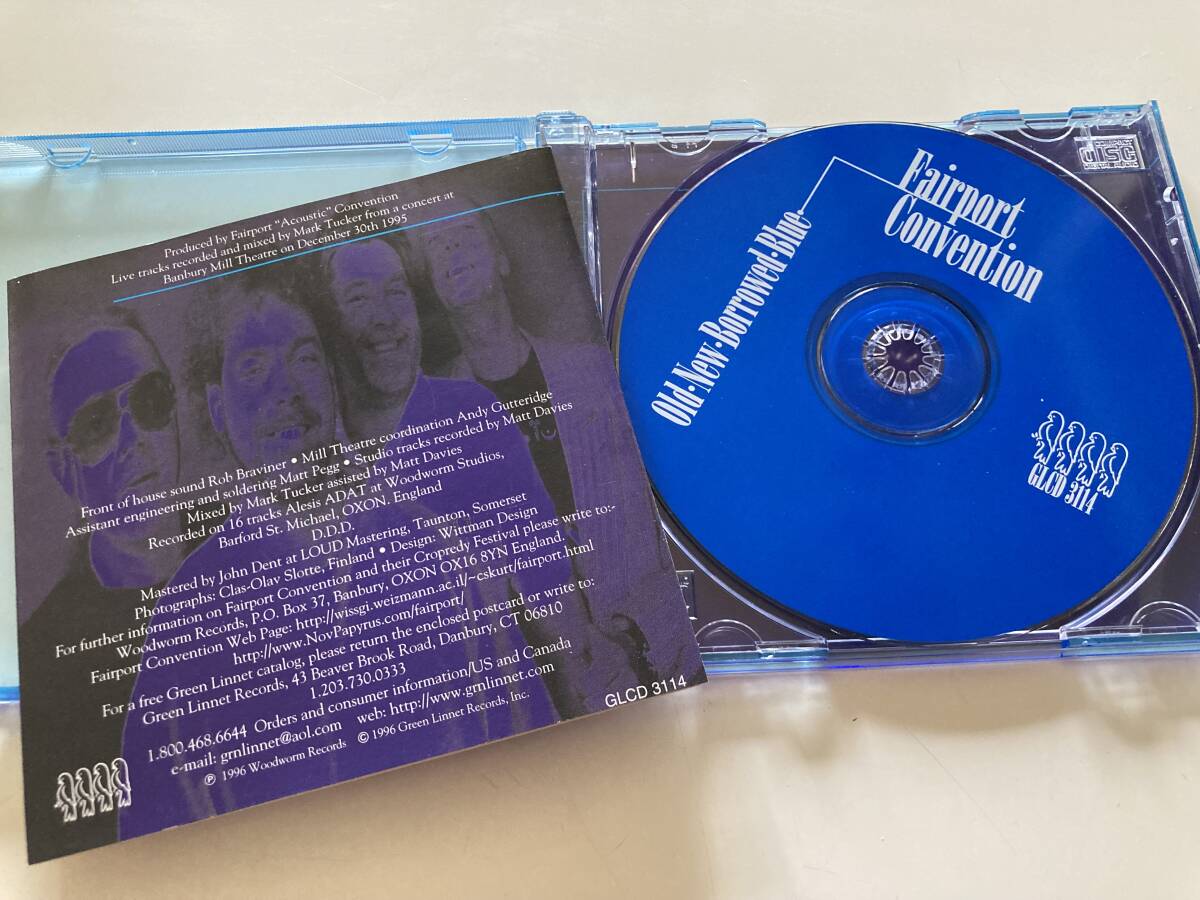 Produced by Fairport "Acoustic" Convention
Live tracks recorded and mixed by Mark Tucker from a concert at
Banbury Mill Theatre on December 30th 1995
Front of house sound Rob Braviner • Mill Theatre coordination Andy Gutteridge
Assistant engineering and soldering Matt Pegg • Studio tracks recorded by Matt Davies
Mixed by Mark Tucker assisted by Matt Davies
Recorded on 16 tracks Alesis ADAT at Woodworm Studios,
Barford St. Michael, OXON. England
D.D.D.
Mastered by John Dent at LOUD Mastering, Taunton, Somerset
Photographs: Clas-Olav Slotte, Finland • Design: Wittman Design
For further information on Fairport Convention and their Cropredy Festival please write to:-
Woodworm Records, P.O. Box 37, Banbury, OXON OX16 8YN England.
Fairport Convention Web Page: http://wissgi.weizmann.ac.il/~cskurt/fairport.html
http://www.NovPapyrus.com/fairport/
For a free Green Linnet catalog, please return the enclosed postcard or write to:
Green Linnet Records, 43 Beaver Brook Road, Danbury, CT 06810
1.203.730.0333
1.800.468.6644 Orders and consumer information/US and Canada
e-mail: grnlinnet@aol.com web: http://www.grnlinnet.com
℗ 1996 Woodworm Records © 1996 Green Linnet Records, Inc.
GLCD 3114
Fairport
Convention
Old•New•Borrowed•Blue
GLCD 3114
COMPACT
disc